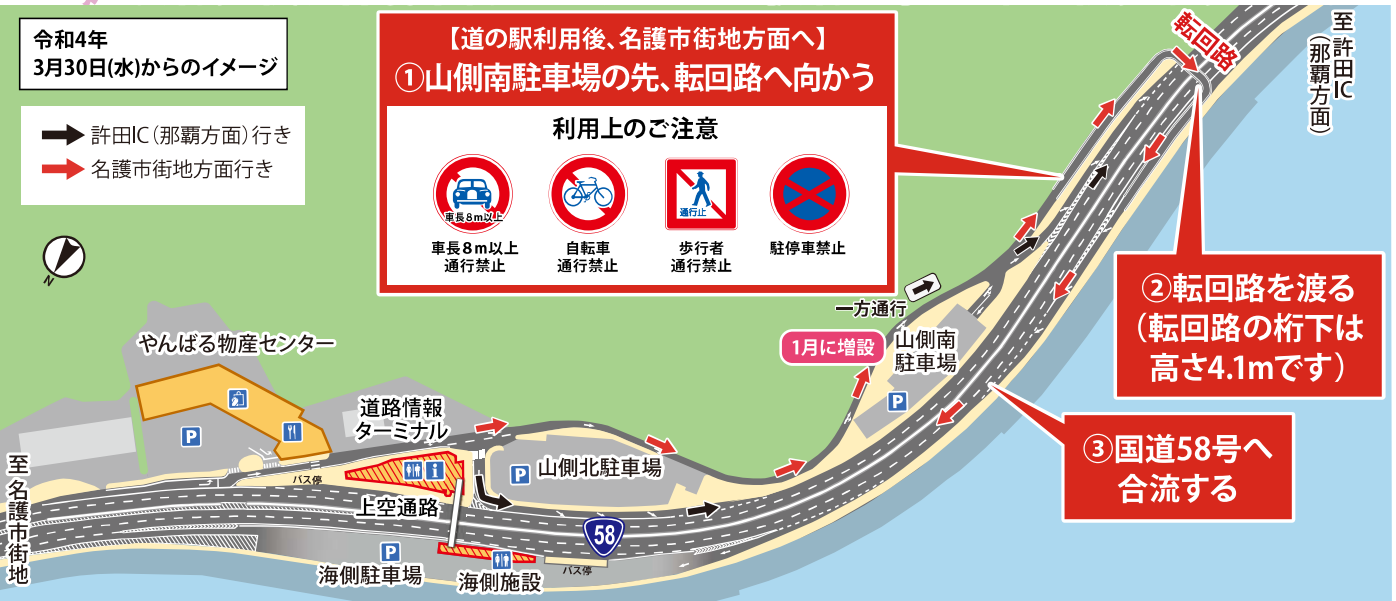 令和4年
3月30日(水)からのイメージ
許田IC(那覇方面)行き
名護市街地方面行き
N
【道の駅利用後、名護市街地方面へ】
①山側南駐車場の先、転回路へ向かう
利用上のご注意
車長8m以上
通行止
車長8m以上
通行禁止
自転車
通行禁止
歩行者
通行禁止
駐停車禁止
転回路
至許田IC
(那覇方面)
②転回路を渡る
(転回路の桁下は
高さ4.1mです)
③国道58号へ
合流する
一方通行
1月に増設
山側南
駐車場
P
やんばる物産センター
P
道路情報
ターミナル
i
バス停
上空通路
P
山側北駐車場
58
至名護市街地
P
海側駐車場
海側施設
バス停